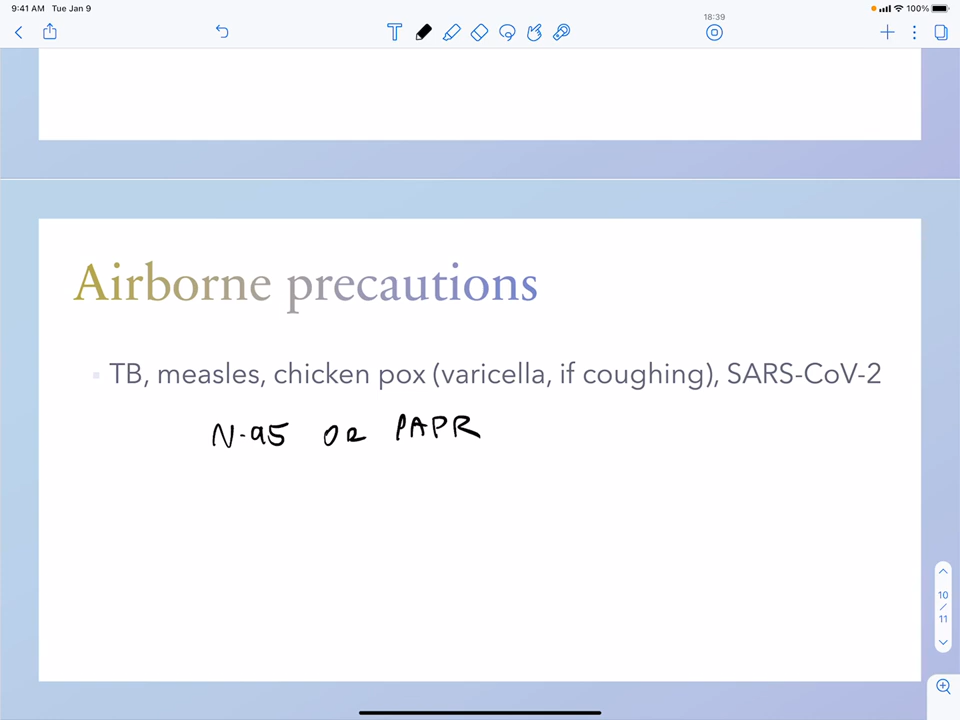 9:41 AM Tue Jan 9
100%
18:39
T
Airborne precautions
TB, measles, chicken pox (varicella, if coughing), SARS-CoV-2
N-95 OR PAPR
10
/
11